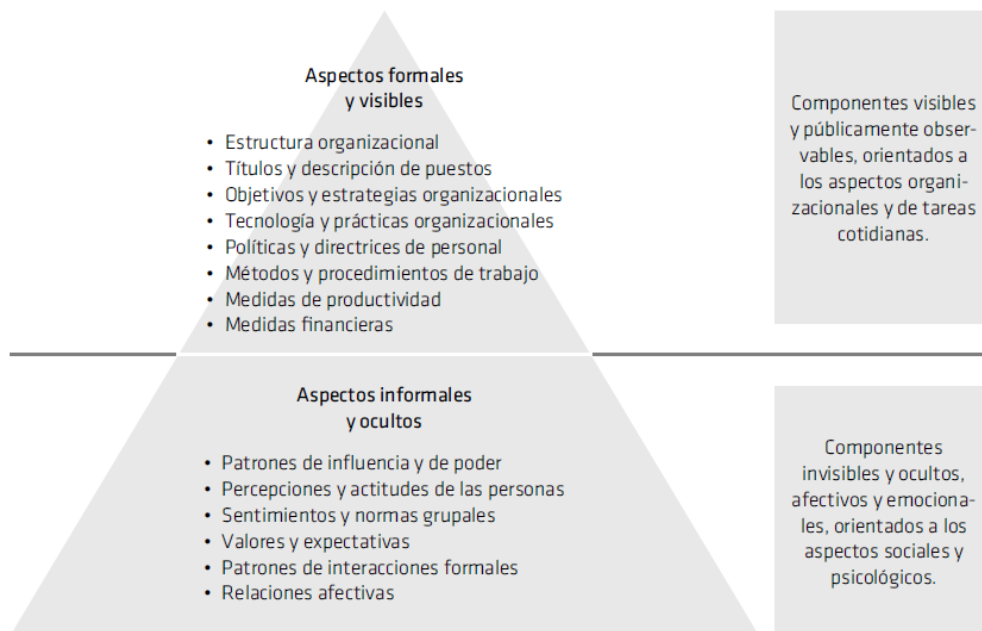 Aspectos formales
y visibles
• Estructura organizacional
• Títulos y descripción de puestos
• Objetivos y estrategias organizacionales
• Tecnología y prácticas organizacionales
• Políticas y directrices de personal
• Métodos y procedimientos de trabajo
• Medidas de productividad
• Medidas financieras
Componentes visibles
y públicamente obser-
vables, orientados a
los aspectos organi-
zacionales y de tareas
cotidianas.
Aspectos informales
y ocultos
• Patrones de influencia y de poder
• Percepciones y actitudes de las personas
• Sentimientos y normas grupales
• Valores y expectativas
• Patrones de interacciones formales
• Relaciones afectivas
Componentes
invisibles y ocultos,
afectivos y emociona-
les, orientados a los
aspectos sociales y
psicológicos.